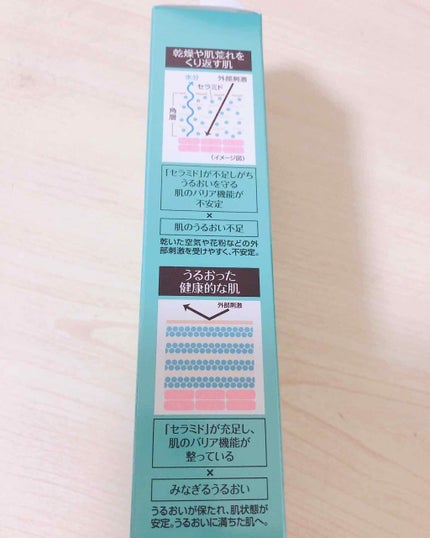 乾燥や肌荒れを
くり返す肌
水分
外部刺激
セラミド
角層
(イメージ図)
「セラミド」が不足しがち
うるおいを守る
肌のバリア機能が
不安定
×
肌のうるおい不足
乾いた空気や花粉などの外
部刺激を受けやすく、不安定。
うるおった
健康的な肌
外部刺激
「セラミド」が充足し、
肌のバリア機能が
整っている
×
みなぎるうるおい
うるおいが保たれ、肌状態が
安定。うるおいに満ちた肌へ。